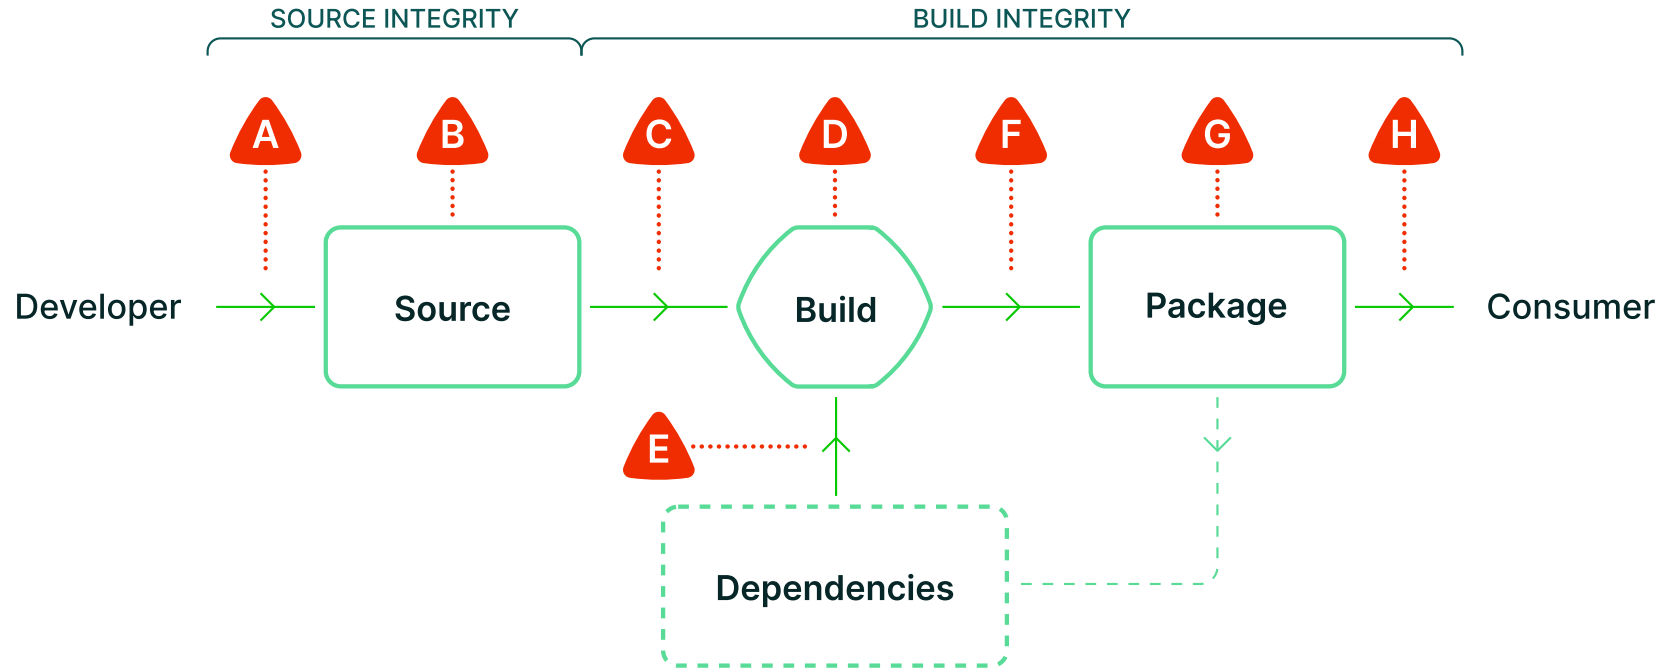 SOURCE INTEGRITY
BUILD INTEGRITY
A
B
C
D
F
G
H
Developer
Source
Build
Package
Consumer
E
Dependencies